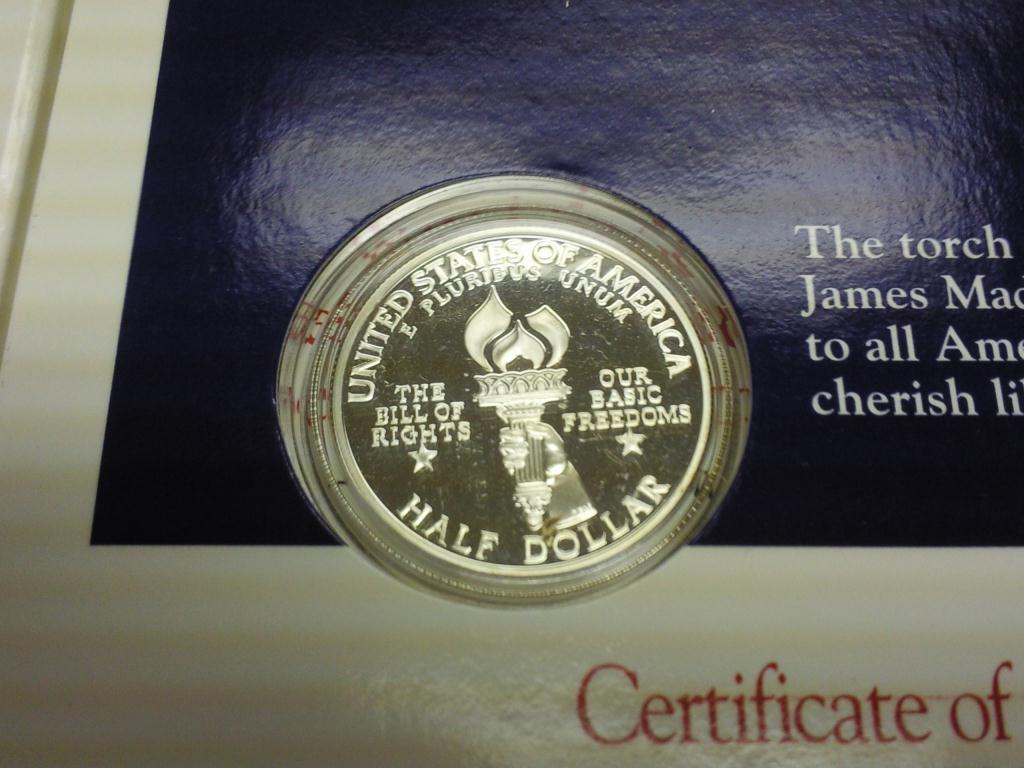 UNITED STATES OF AMERICA
E PLURIBUS UNUM
THE
BILL OF
RIGHTS
OUR
BASIC
FREEDOMS
HALF DOLLAR
The torch
James Mad
to all Ame
cherish li
Certificate of